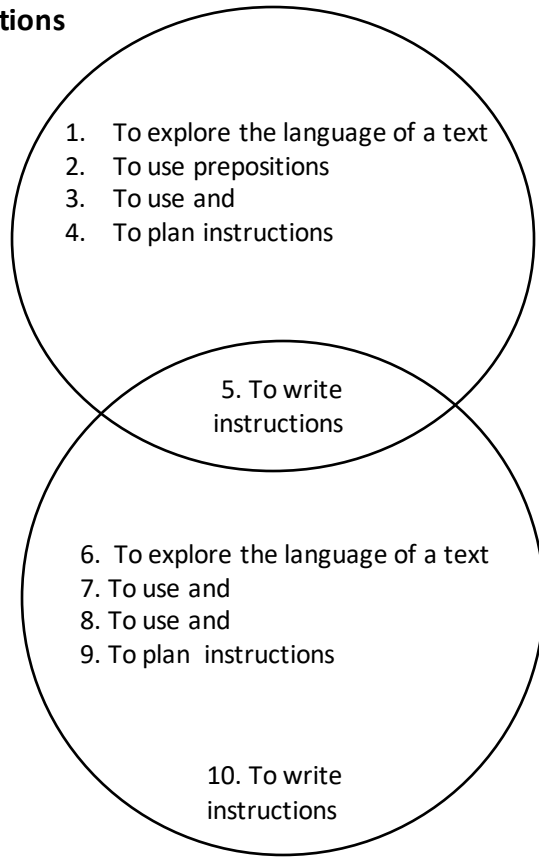 tions
1. To explore the language of a text
2. To use prepositions
3. To use and
4. To plan instructions
5. To write
instructions
6. To explore the language of a text
7. To use and
8. To use and
9. To plan instructions
10. To write
instructions